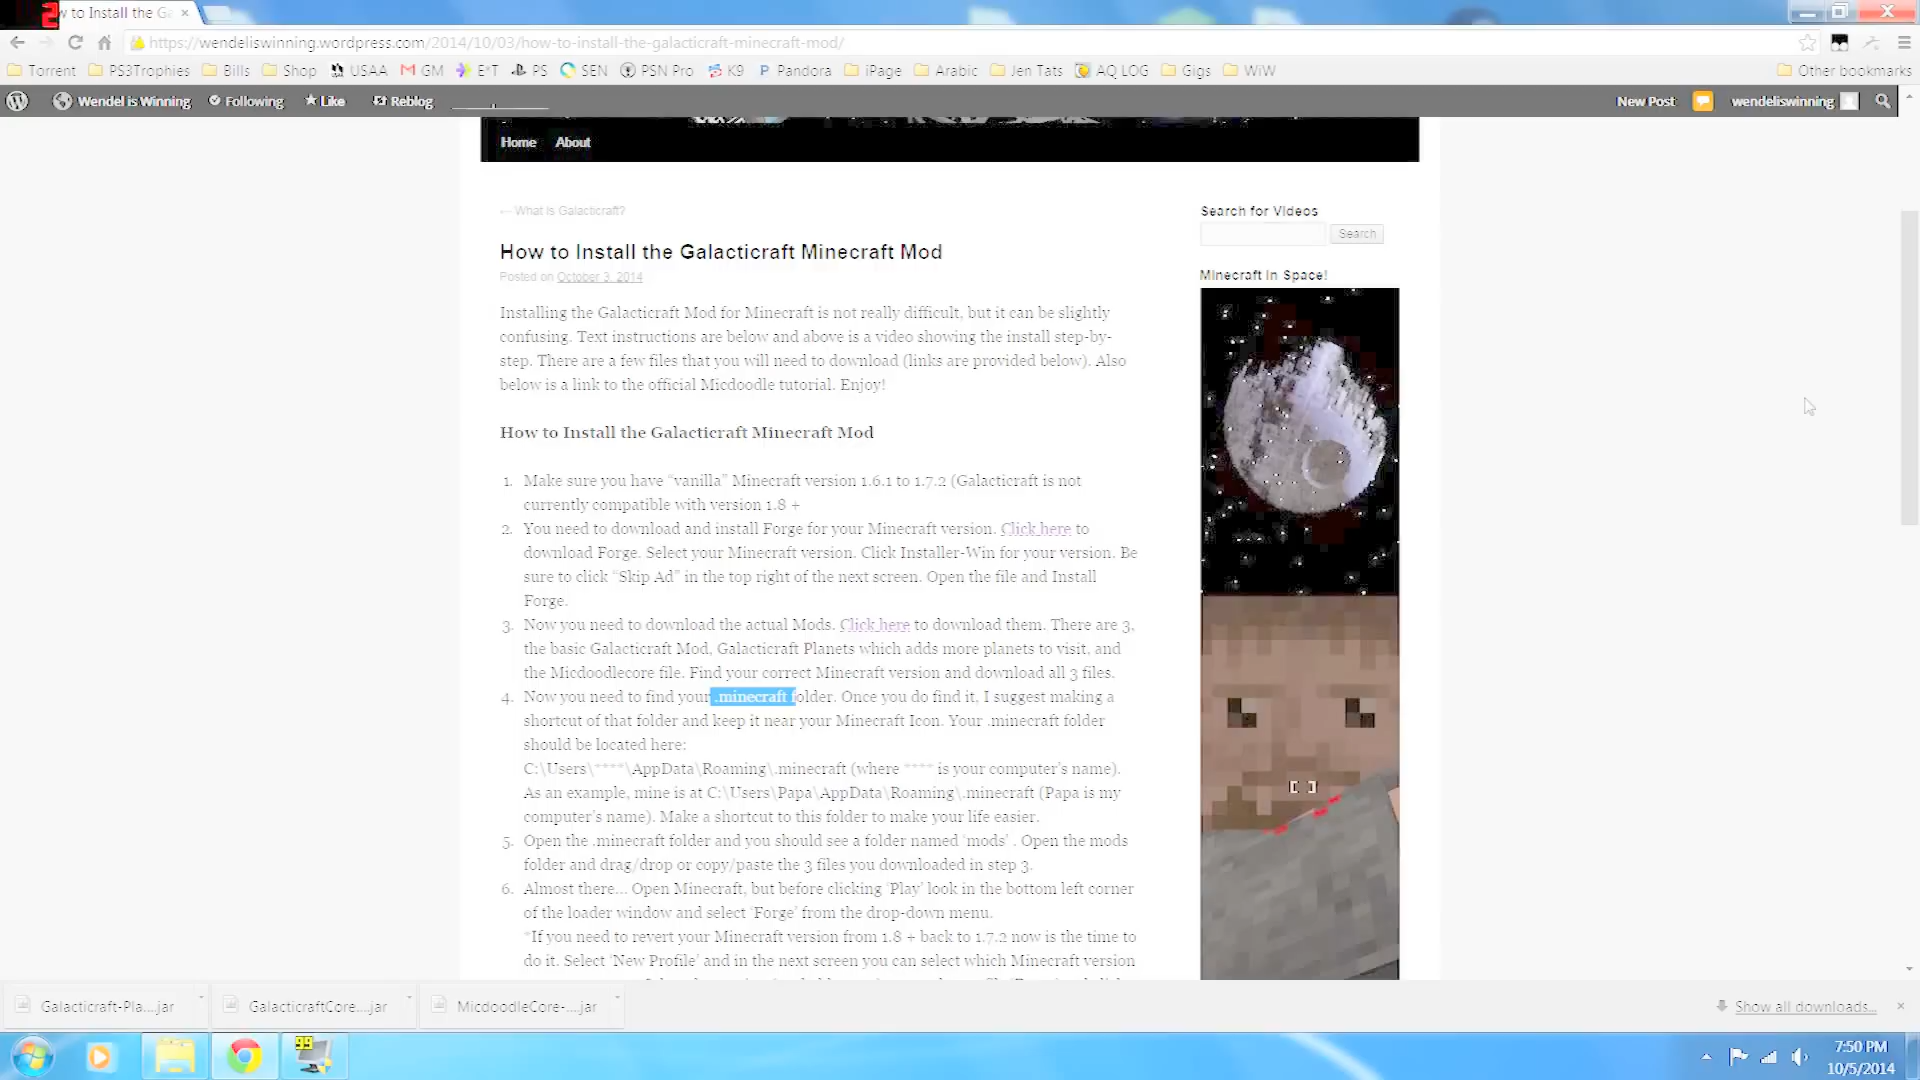 2
w to Install the Ga
https://wendeliswinning.wordpress.com/2014/10/03/how-to-install-the-galacticraft-minecraft-mod/
Torrent PS3Trophies Bills Shop USAA GM E*T PS SEN PSN Pro K9 Pandora iPage Arabic Jen Tats AQ LOG Gigs WiW Other bookmarks
Wendel is Winning Following Like Reblog New Post wendeliswinning
Home About
← What is Galacticraft?
How to Install the Galacticraft Minecraft Mod
Posted on October 3, 2014
Installing the Galacticraft Mod for Minecraft is not really difficult, but it can be slightly
confusing. Text instructions are below and above is a video showing the install step-by-
step. There are a few files that you will need to download (links are provided below). Also
below is a link to the official Micdoodle tutorial. Enjoy!
How to Install the Galacticraft Minecraft Mod
1. Make sure you have “vanilla” Minecraft version 1.6.1 to 1.7.2 (Galacticraft is not
currently compatible with version 1.8 +
2. You need to download and install Forge for your Minecraft version. Click here to
download Forge. Select your Minecraft version. Click Installer-Win for your version. Be
sure to click “Skip Ad” in the top right of the next screen. Open the file and Install
Forge.
3. Now you need to download the actual Mods. Click here to download them. There are 3,
the basic Galacticraft Mod, Galacticraft Planets which adds more planets to visit, and
the Micdoodlecore file. Find your correct Minecraft version and download all 3 files.
4. Now you need to find your .minecraft folder. Once you do find it, I suggest making a
shortcut of that folder and keep it near your Minecraft Icon. Your .minecraft folder
should be located here:
C:\Users\****\AppData\Roaming\.minecraft (where **** is your computer’s name).
As an example, mine is at C:\Users\Papa\AppData\Roaming\.minecraft (Papa is my
computer’s name). Make a shortcut to this folder to make your life easier.
5. Open the .minecraft folder and you should see a folder named ‘mods’ . Open the mods
folder and drag/drop or copy/paste the 3 files you downloaded in step 3.
6. Almost there... Open Minecraft, but before clicking ‘Play’ look in the bottom left corner
of the loader window and select ‘Forge’ from the drop-down menu.
*If you need to revert your Minecraft version from 1.8 + back to 1.7.2 now is the time to
do it. Select ‘New Profile’ and in the next screen you can select which Minecraft version
Search for Videos
Search
Minecraft in Space!
Galacticraft-Pla....jar GalacticraftCore....jar MicdoodleCore-....jar Show all downloads...
99
7:50 PM
10/5/2014